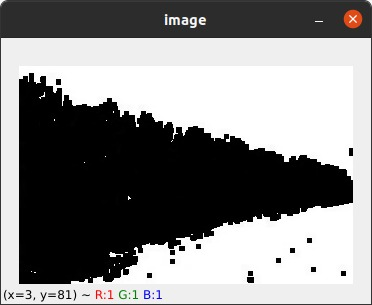 image
(x=3, y=81) ~ R:1 G:1 B:1